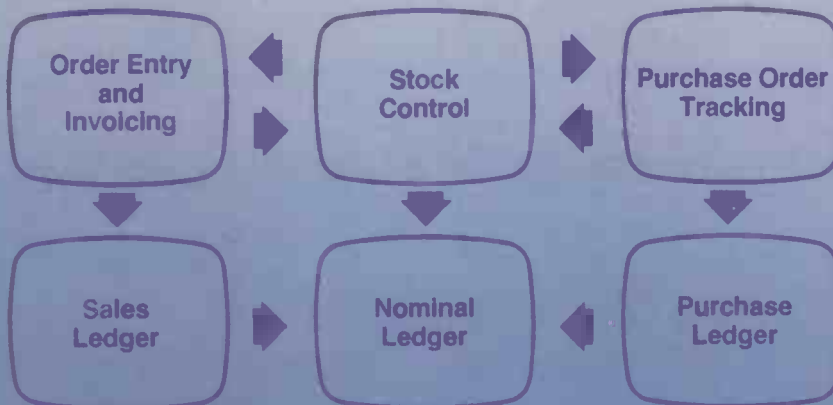 Order Entry
and
Invoicing
Stock
Control
Purchase Order
Tracking
Sales
Ledger
Nominal
Ledger
Purchase
Ledger